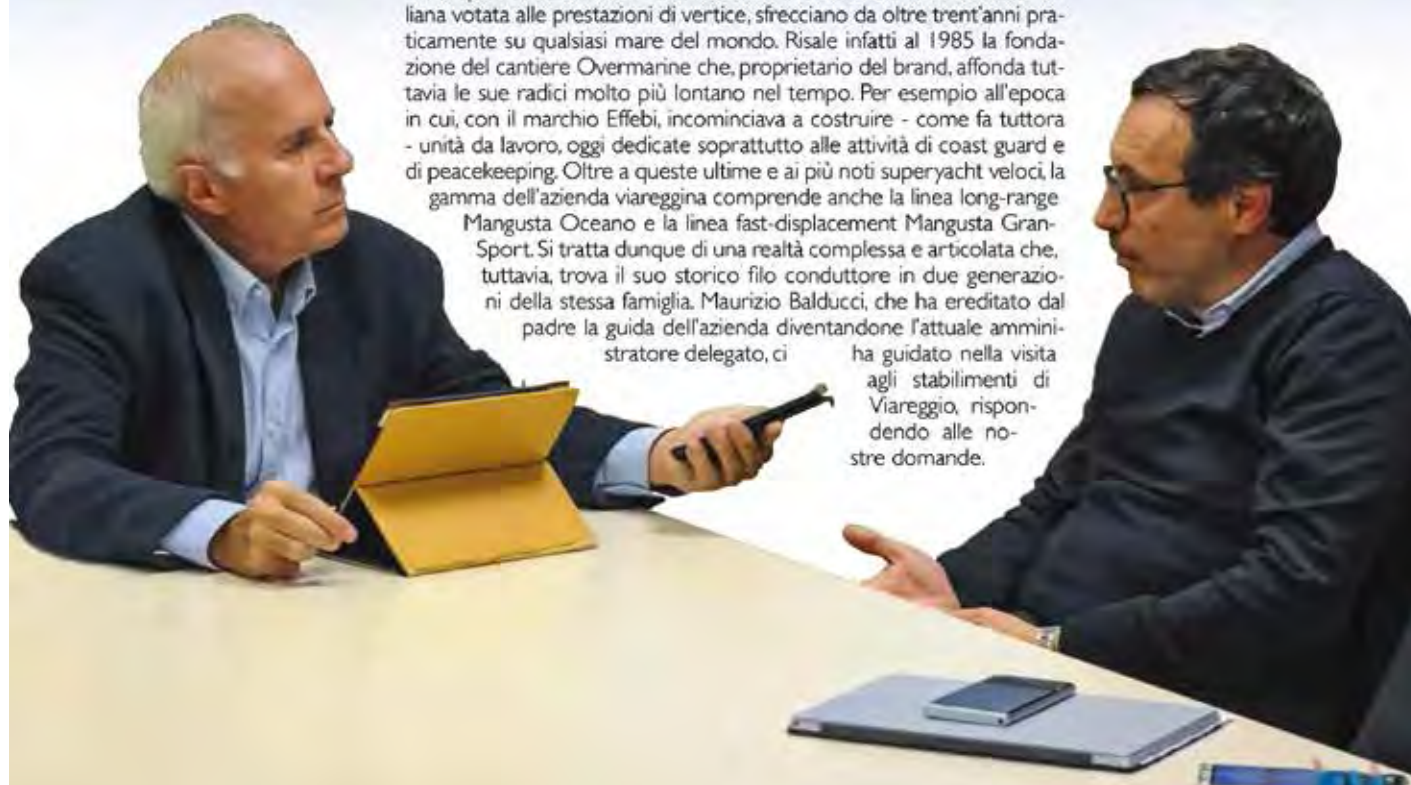 liana votata alle prestazioni di vertice, sfrecciano da oltre trent'anni pra-
ticamente su qualsiasi mare del mondo. Risale infatti al 1985 la fonda-
zione del cantiere Overmarine che, proprietario del brand, affonda tut-
tavia le sue radici molto più lontano nel tempo. Per esempio all'epoca
in cui, con il marchio Effebi, incominciava a costruire - come fa tuttora
- unità da lavoro, oggi dedicate soprattutto alle attività di coast guard e
di peacekeeping. Oltre a queste ultime e ai più noti superyacht veloci, la
gamma dell'azienda viareggina comprende anche la linea long-range
Mangusta Oceano e la linea fast-displacement Mangusta Gran-
Sport. Si tratta dunque di una realtà complessa e articolata che,
tuttavia, trova il suo storico filo conduttore in due generazio-
ni della stessa famiglia. Maurizio Balducci, che ha ereditato dal
padre la guida dell'azienda diventandone l'attuale ammini-
stratore delegato, ci ha guidato nella visita
agli stabilimenti di
Viareggio, rispon-
dendo alle no-
stre domande.